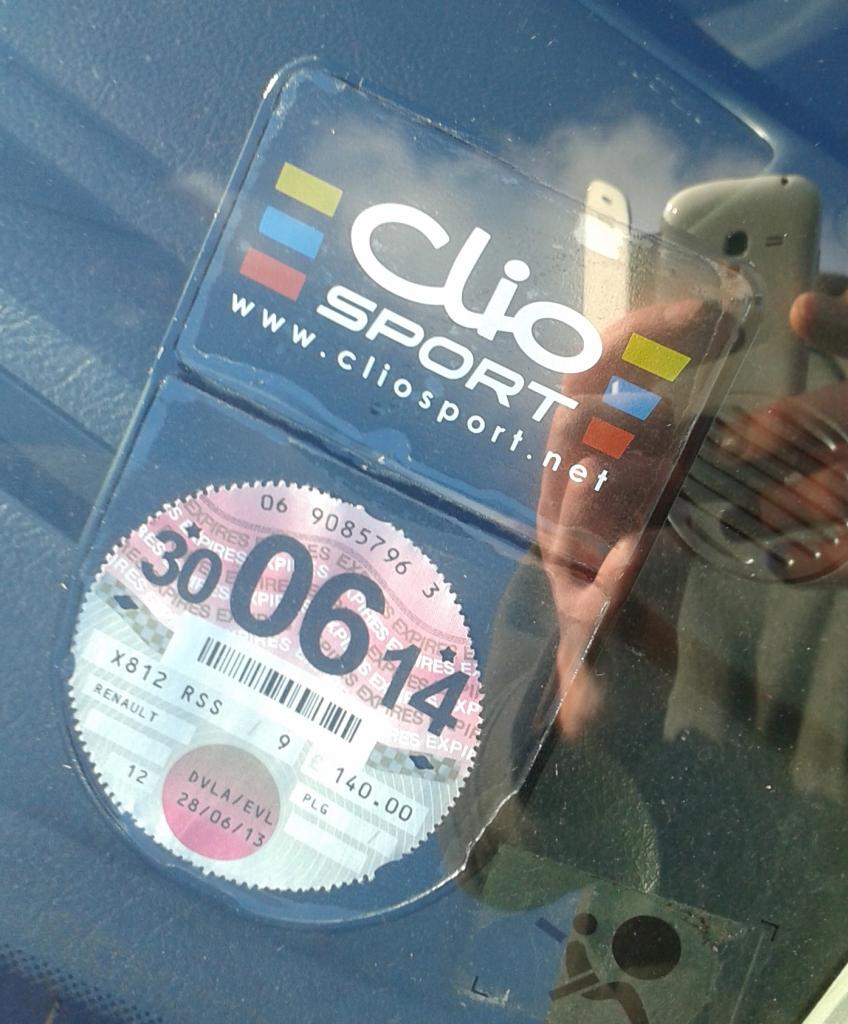 Clio
SPORT
www.cliosport.net
06 9085796 3
30 06 14
X812 RSS / 9
RENAULT
£ 140.00
12
PLG /
DVLA/EVL
28/06/13